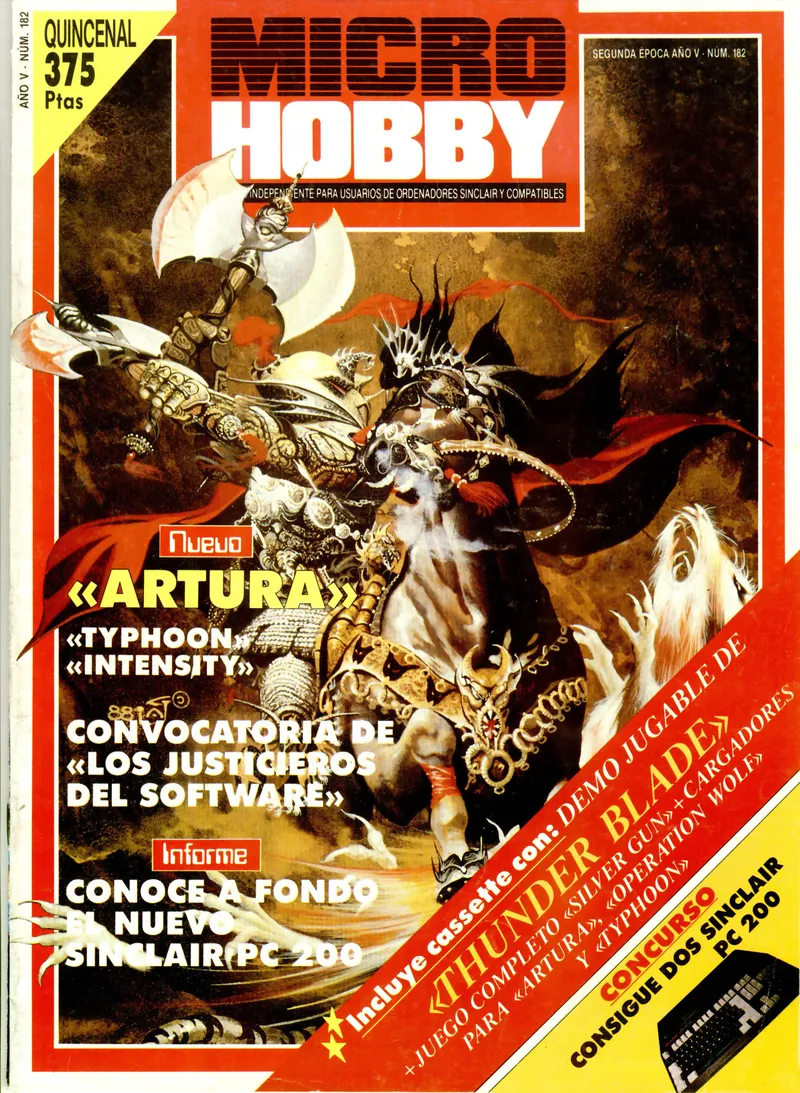 AÑO V - NÚM. 182
QUINCENAL
375
Ptas
MICRO
HOBBY
SEGUNDA ÉPOCA AÑO V - NÚM. 182
INDEPENDIENTE PARA USUARIOS DE ORDENADORES SINCLAIR Y COMPATIBLES
Nuevo
«ARTURA»
«TYPHOON»
«INTENSITY»
CONVOCATORIA DE
«LOS JUSTICIEROS
DEL SOFTWARE»
Informe
CONOCE A FONDO
EL NUEVO
SINCLAIR PC 200
Incluye cassette con: DEMO JUGABLE DE
«THUNDER BLADE»
+ JUEGO COMPLETO «SILVER GUN» + CARGADORES
PARA «ARTURA», «OPERATION WOLF»
Y «TYPHOON»
CONCURSO
CONSIGUE DOS SINCLAIR
PC 200